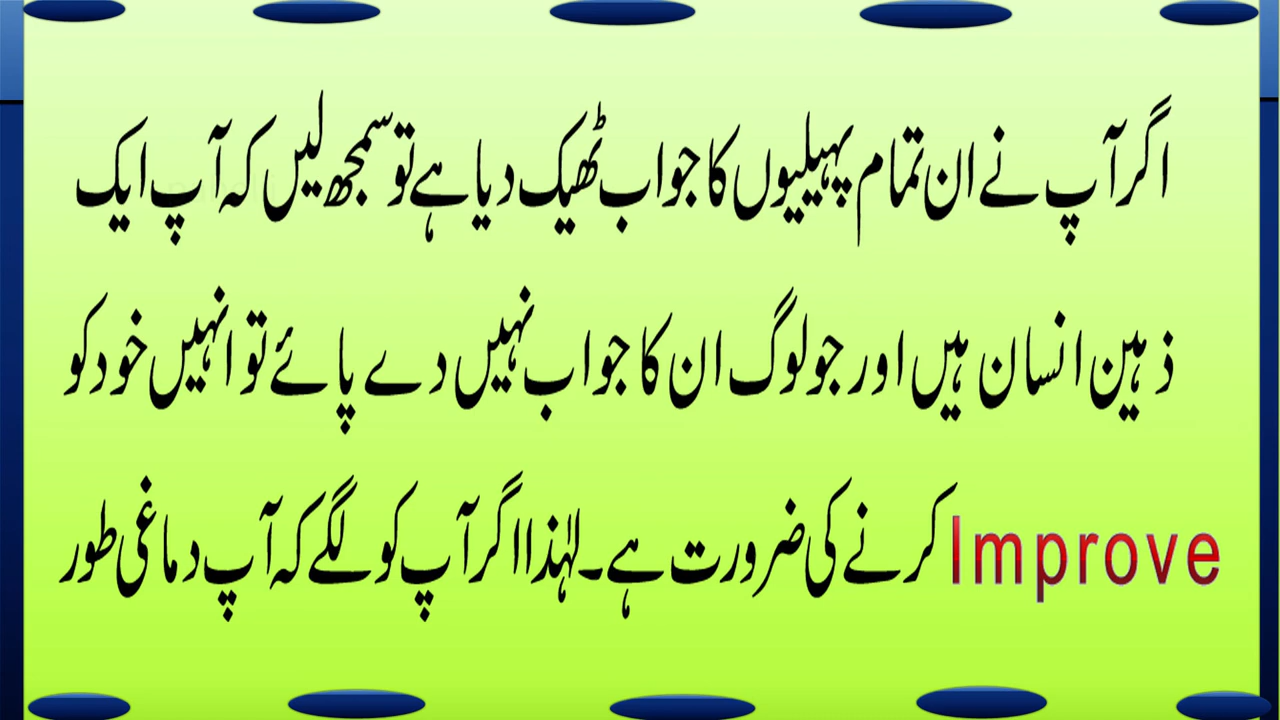 اگر آپ نے ان تمام پہیلیوں کا جواب ٹھیک دیا ہے تو سمجھ لیں کہ آپ ایک
ذہین انسان ہیں اور جو لوگ ان کا جواب نہیں دے پائے تو انہیں خود کو
Improve کرنے کی ضرورت ہے۔ لہٰذا اگر آپ کو لگے کہ آپ دماغی طور